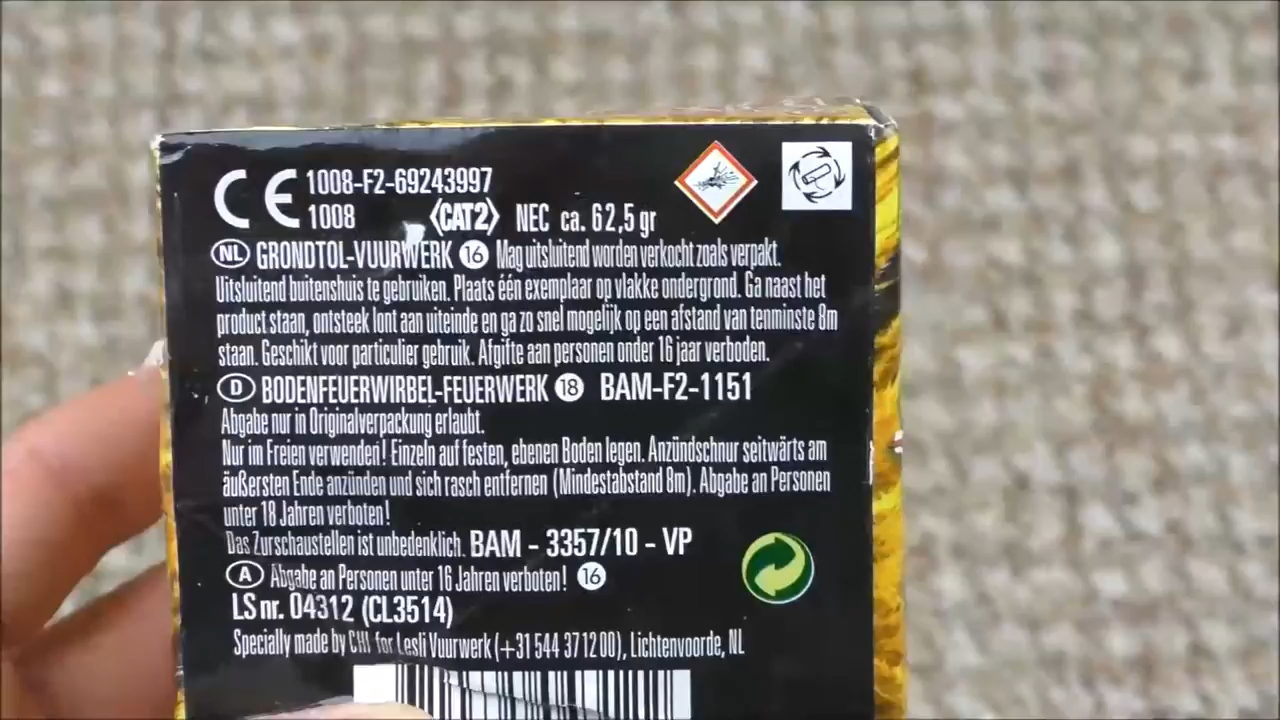 CE 1008-F2-69243997
1008 CAT2 NEC ca. 62,5 gr
NL GRONDTOL-VUURWERK 16 Mag uitsluitend worden verkocht zoals verpakt.
Uitsluitend buitenshuis te gebruiken. Plaats één exemplaar op vlakke ondergrond. Ga naast het
product staan, ontsteek lont aan uiteinde en ga zo snel mogelijk op een afstand van tenminste 8m
staan. Geschikt voor particulier gebruik. Afgifte aan personen onder 16 jaar verboden.
D BODENFEUERWIRBEL-FEUERWERK 18 BAM-F2-1151
Abgabe nur in Originalverpackung erlaubt.
Nur im Freien verwenden! Einzeln auf festen, ebenen Boden legen. Anzündschnur seitwärts am
äußersten Ende anzünden und sich rasch entfernen (Mindestabstand 8m). Abgabe an Personen
unter 18 Jahren verboten!
Das Zurschaustellen ist unbedenklich. BAM - 3357/10 - VP
A Abgabe an Personen unter 16 Jahren verboten! 16
LS nr. 04312 (CL3514)
Specially made by CHI for Lesli Vuurwerk (+31 544 37 12 00), Lichtenvoorde, NL